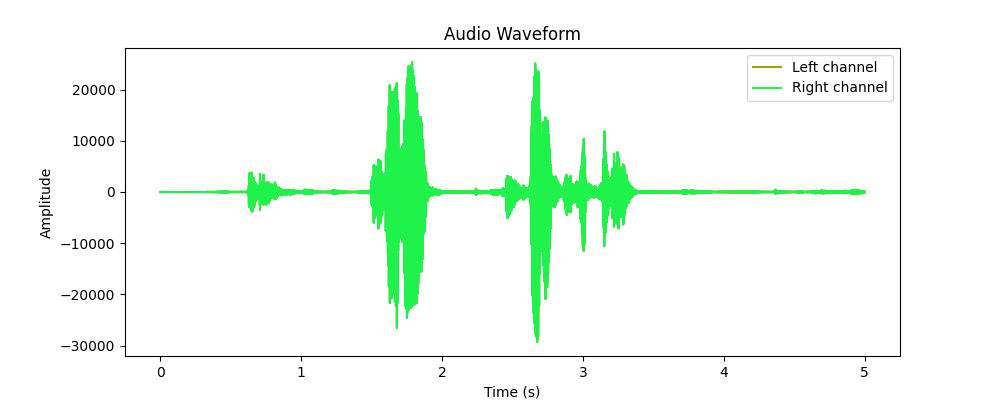 Audio Waveform
Left channel
Right channel
20000
10000
0
−10000
−20000
−30000
Amplitude
0 1 2 3 4 5
Time (s)